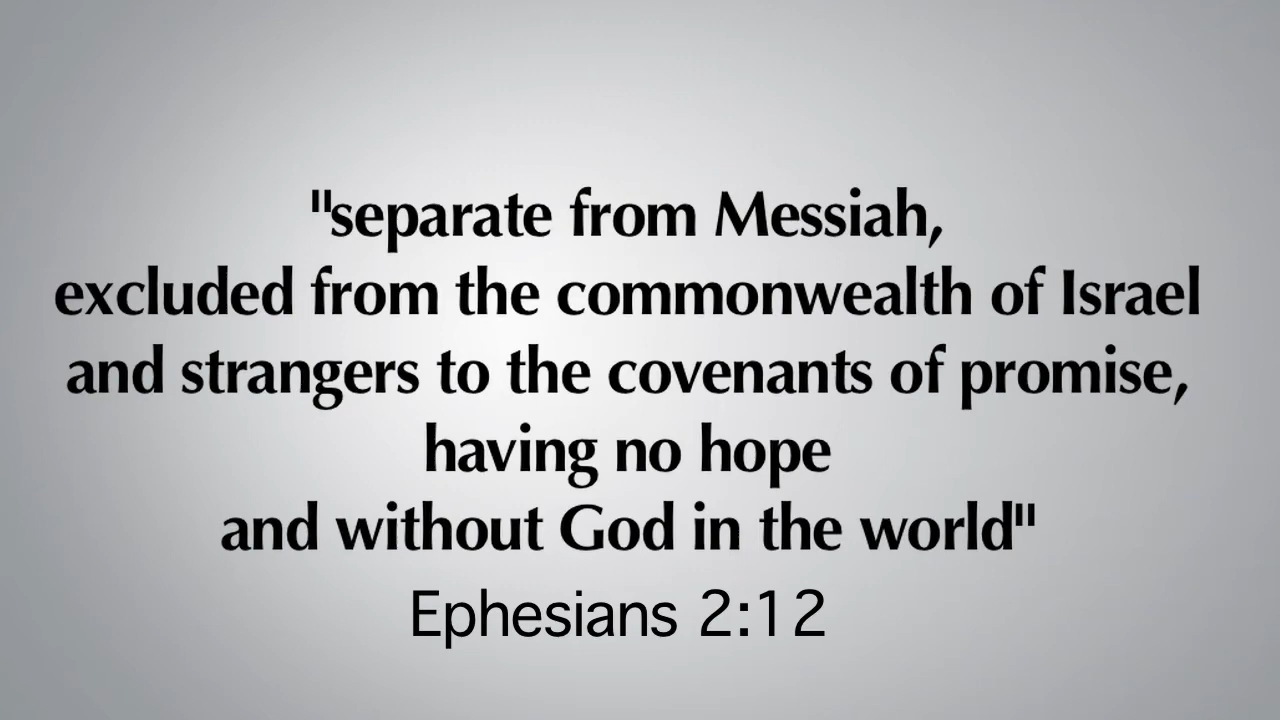 "separate from Messiah,
excluded from the commonwealth of Israel
and strangers to the covenants of promise,
having no hope
and without God in the world"
Ephesians 2:12